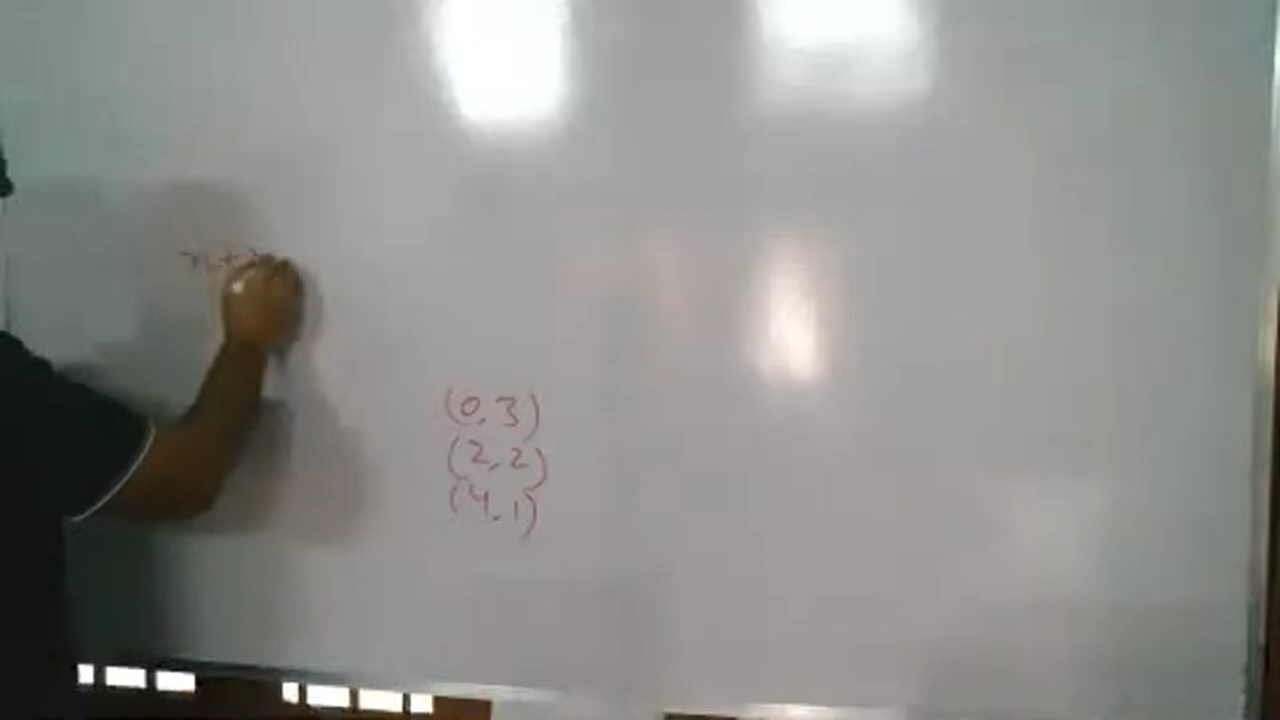 x +
(0,3)
(2,2)
(4,1)